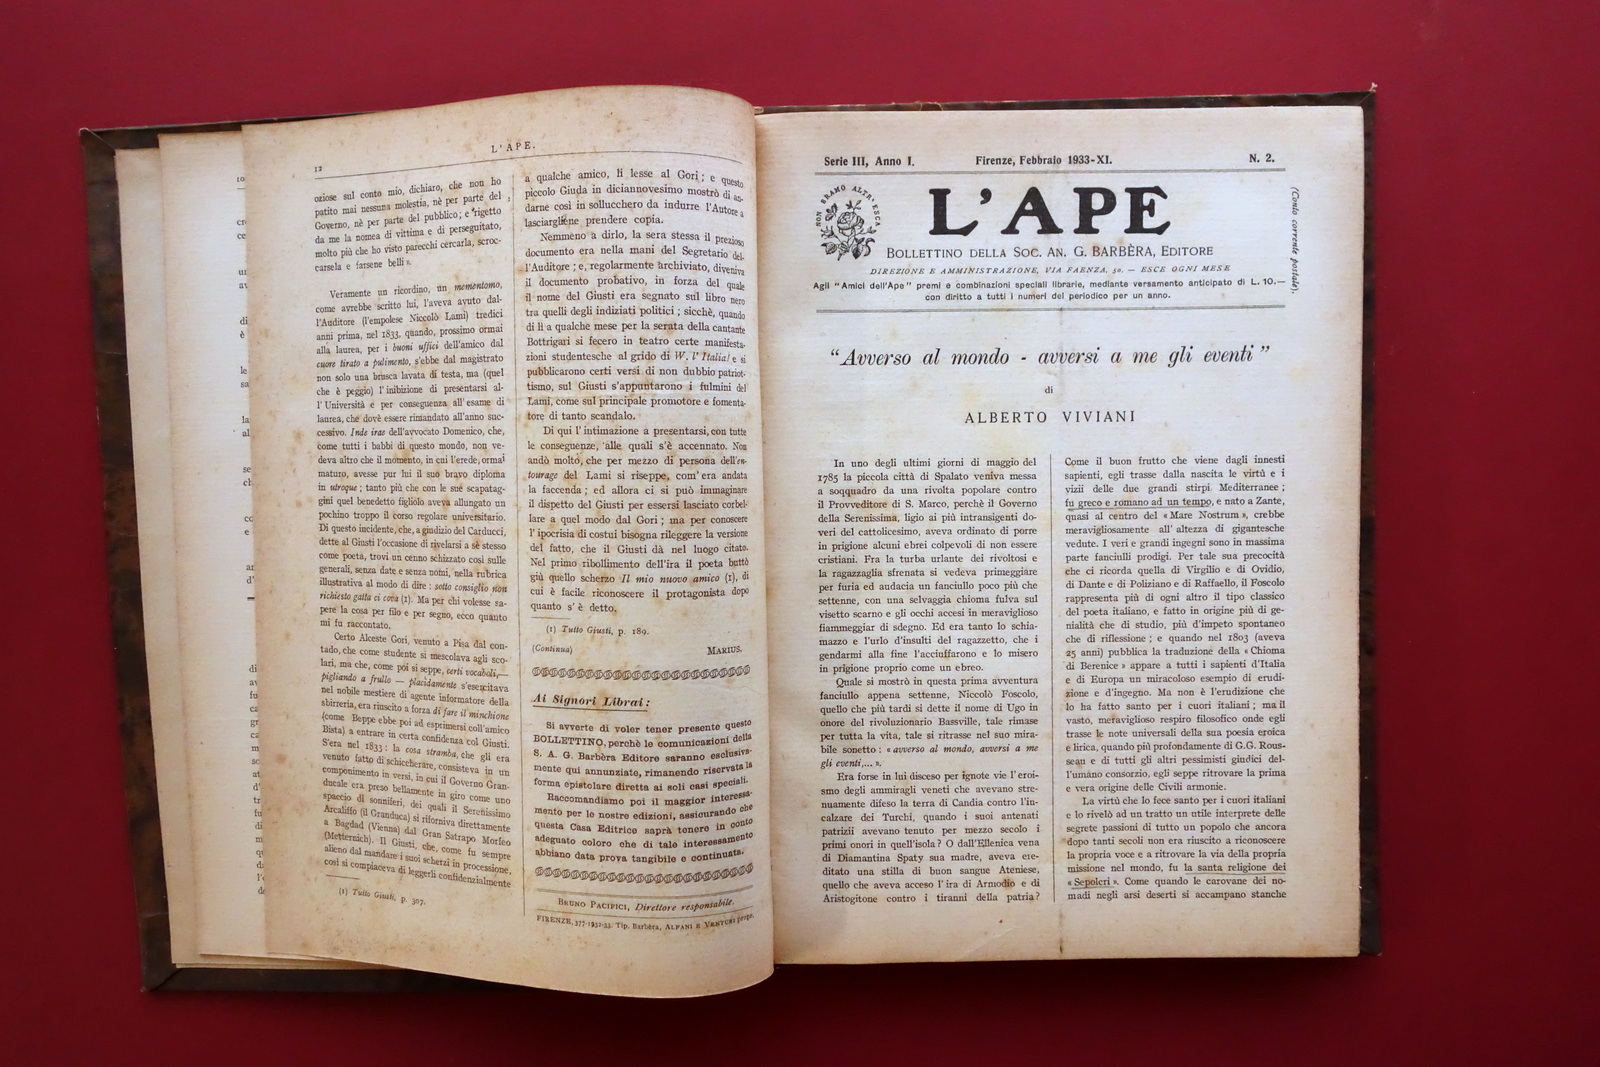 L'APE.
12
oziose sul conto mio, dichiaro, che non ho
patito mai nessuna molestia, nè per parte del
Governo, nè per parte del pubblico; e rigetto
da me la nomea di vittima e di perseguitato,
molto più che ho visto parecchi cercarla, scroc-
carsela e farsene belli ».
Veramente un ricordino, un mementomo,
come avrebbe scritto lui, l'aveva avuto dal-
l'Auditore (l'empolese Niccolò Lami) tredici
anni prima, nel 1833, quando, prossimo ormai
alla laurea, per i buoni uffici dell'amico dal
cuore tirato a pulimento, s'ebbe dal magistrato
non solo una brusca lavata di testa, ma (quel
che è peggio) l'inibizione di presentarsi al-
l'Università e per conseguenza all'esame di
laurea, che dovè essere rimandato all'anno suc-
cessivo. Inde irae dell'avvocato Domenico, che,
come tutti i babbi di questo mondo, non ve-
deva altro che il momento, in cui l'erede, ormai
maturo, avesse pur lui il suo bravo diploma
in utroque; tanto più che con le sue scapatag-
gini quel benedetto figliolo aveva allungato un
pochino troppo il corso regolare universitario.
Di questo incidente, che, a giudizio del Carducci,
dette al Giusti l'occasione di rivelarsi a sè stesso
come poeta, trovi un cenno schizzato così sulle
generali, senza date e senza nomi, nella rubrica
illustrativa al modo di dire: sotto consiglio non
richiesto gatta ci cova (1). Ma per chi volesse sa-
pere la cosa per filo e per segno, ecco quanto
mi fu raccontato.
Certo Alceste Gori, venuto a Pisa dal con-
tado, che come studente si mescolava agli sco-
lari, ma che, come poi si seppe, certi vocaboli,—
pigliando a frullo — placidamente s'esercitava
nel nobile mestiere di agente informatore della
sbirreria, era riuscito a forza di fare il minchione
(come Beppe ebbe poi ad esprimersi coll'amico
Bista) a entrare in certa confidenza col Giusti.
S'era nel 1833: la cosa stramba, che gli era
venuto fatto di schiccherare, consisteva in un
componimento in versi, in cui il Governo Gran-
ducale era preso bellamente in giro come uno
spaccio di sonniferi, dei quali il Serenissimo
Arcaliffo (il Granduca) si riforniva direttamente
a Bagdad (Vienna) dal Gran Satrapo Morfeo
(Metternich). Il Giusti, che, come fu sempre
alieno dal mandare i suoi scherzi in processione,
così si compiaceva di leggerli confidenzialmente
(1) Tutto Giusti, p. 307.
a qualche amico, li lesse al Gori; e questo
piccolo Giuda in diciannovesimo mostrò di an-
darne così in sollucchero da indurre l'Autore a
lasciargliene prendere copia.
Nemmeno a dirlo, la sera stessa il prezioso
documento era nella mani del Segretario del-
l'Auditore; e, regolarmente archiviato, diveniva
il documento probativo, in forza del quale
il nome del Giusti era segnato sul libro nero
tra quelli degli indiziati politici; sicchè, quando
di lì a qualche mese per la serata della cantante
Bottrigari si fecero in teatro certe manifesta-
zioni studentesche al grido di W. l'Italia! e si
pubblicarono certi versi di non dubbio patriot-
tismo, sul Giusti s'appuntarono i fulmini del
Lami, come sul principale promotore e fomenta-
tore di tanto scandalo.
Di qui l'intimazione a presentarsi, con tutte
le conseguenze, alle quali s'è accennato. Non
andò molto, che per mezzo di persona dell'en-
tourage del Lami si riseppe, com'era andata
la faccenda; ed allora ci si può immaginare
il dispetto del Giusti per essersi lasciato corbel-
lare a quel modo dal Gori; ma per conoscere
l'ipocrisia di costui bisogna rileggere la versione
del fatto, che il Giusti dà nel luogo citato.
Nel primo ribollimento dell'ira il poeta buttò
giù quello scherzo Il mio nuovo amico (1), di
cui è facile riconoscere il protagonista dopo
quanto s'è detto.
(1) Tutto Giusti, p. 189.
(Continua)
MARIUS.
Ai Signori Librai:
Si avverte di voler tener presente questo
BOLLETTINO, perchè le comunicazioni della
S. A. G. Barbèra Editore saranno esclusiva-
mente qui annunziate, rimanendo riservata la
forma epistolare diretta ai soli casi speciali.
Raccomandiamo poi il maggior interessa-
mento per le nostre edizioni, assicurando che
questa Casa Editrice saprà tenere in conto
adeguato coloro che di tale interessamento
abbiano data prova tangibile e continuata.
BRUNO PACIFICI, Direttore responsabile.
FIRENZE, 377-1932-33. Tip. Barbèra, ALFANI E VENTURI propr.
Serie III, Anno I.
Firenze, Febbraio 1933-XI.
N. 2.
NON BRAMO ALTR'ESCA
L'APE
BOLLETTINO DELLA SOC. AN. G. BARBÈRA, EDITORE
DIREZIONE E AMMINISTRAZIONE, VIA FAENZA, 50. — ESCE OGNI MESE
Agli "Amici dell'Ape" premi e combinazioni speciali librarie, mediante versamento anticipato di L. 10.—
con diritto a tutti i numeri del periodico per un anno.
(Conto corrente postale).
"Avverso al mondo - avversi a me gli eventi"
di
ALBERTO VIVIANI
In uno degli ultimi giorni di maggio del
1785 la piccola città di Spalato veniva messa
a soqquadro da una rivolta popolare contro
il Provveditore di S. Marco, perchè il Governo
della Serenissima, ligio ai più intransigenti do-
veri del cattolicesimo, aveva ordinato di porre
in prigione alcuni ebrei colpevoli di non essere
cristiani. Fra la turba urlante dei rivoltosi e
la ragazzaglia sfrenata si vedeva primeggiare
per furia ed audacia un fanciullo poco più che
settenne, con una selvaggia chioma fulva sul
visetto scarno e gli occhi accesi in meraviglioso
fiammeggiar di sdegno. Ed era tanto lo schia-
mazzo e l'urlo d'insulti del ragazzetto, che i
gendarmi alla fine l'acciuffarono e lo misero
in prigione proprio come un ebreo.
Quale si mostrò in questa prima avventura
fanciullo appena settenne, Niccolò Foscolo,
quello che più tardi si dette il nome di Ugo in
onore del rivoluzionario Bassville, tale rimase
per tutta la vita, tale si ritrasse nel suo mira-
bile sonetto: « avverso al mondo, avversi a me
gli eventi,... ».
Era forse in lui disceso per ignote vie l'eroi-
smo degli ammiragli veneti che avevano stre-
nuamente difeso la terra di Candia contro l'in-
calzare dei Turchi, quando i suoi antenati
patrizii avevano tenuto per mezzo secolo i
primi onori in quell'isola? O dall'Ellenica vena
di Diamantina Spaty sua madre, aveva ere-
ditato una stilla di buon sangue Ateniese,
quello che aveva acceso l'ira di Armodio e di
Aristogitone contro i tiranni della patria?
Come il buon frutto che viene dagli innesti
sapienti, egli trasse dalla nascita le virtù e i
vizii delle due grandi stirpi Mediterranee;
fu greco e romano ad un tempo, e nato a Zante,
quasi al centro del « Mare Nostrum », crebbe
meravigliosamente all'altezza di gigantesche
vedute. I veri e grandi ingegni sono in massima
parte fanciulli prodigi. Per tale sua precocità
che ci ricorda quella di Virgilio e di Ovidio,
di Dante e di Poliziano e di Raffaello, il Foscolo
rappresenta più di ogni altro il tipo classico
del poeta italiano, e fatto in origine più di ge-
nialità che di studio, più d'impeto spontaneo
che di riflessione; e quando nel 1803 (aveva
25 anni) pubblica la traduzione della « Chioma
di Berenice » appare a tutti i sapienti d'Italia
e di Europa un miracoloso esempio di erudi-
zione e d'ingegno. Ma non è l'erudizione che
lo ha fatto santo per i cuori italiani; ma il
vasto, meraviglioso respiro filosofico onde egli
trasse le note universali della sua poesia eroica
e lirica, quando più profondamente di G.G. Rous-
seau e di tutti gli altri pessimisti giudici del-
l'umano consorzio, egli seppe ritrovare la prima
e vera origine delle Civili armonie.
La virtù che lo fece santo per i cuori italiani
e lo rivelò ad un tratto un utile interprete delle
segrete passioni di tutto un popolo che ancora
dopo tanti secoli non era riuscito a riconoscere
la propria voce e a ritrovare la via della propria
missione nel mondo, fu la santa religione dei
« Sepolcri ». Come quando le carovane dei no-
madi negli arsi deserti si accampano stanche